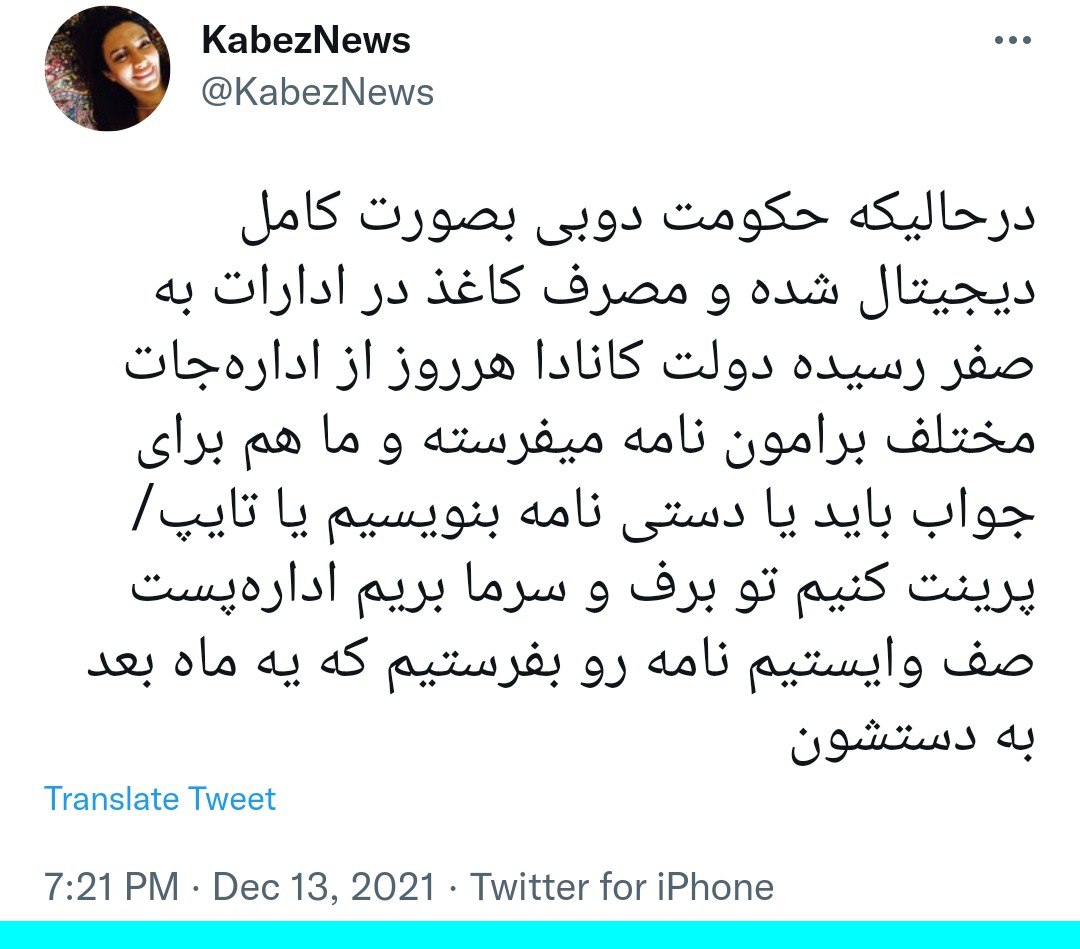 KabezNews
@KabezNews
درحالیکه حکومت دوبی بصورت کامل
دیجیتال شده و مصرف کاغذ در ادارات به
صفر رسیده دولت کانادا هرروز از اداره‌جات
مختلف برامون نامه میفرسته و ما هم برای
جواب باید یا دستی نامه بنویسیم یا تایپ/
پرینت کنیم تو برف و سرما بریم اداره‌پست
صف وایستیم نامه رو بفرستیم که یه ماه بعد
به دستشون
Translate Tweet
7:21 PM · Dec 13, 2021 · Twitter for iPhone